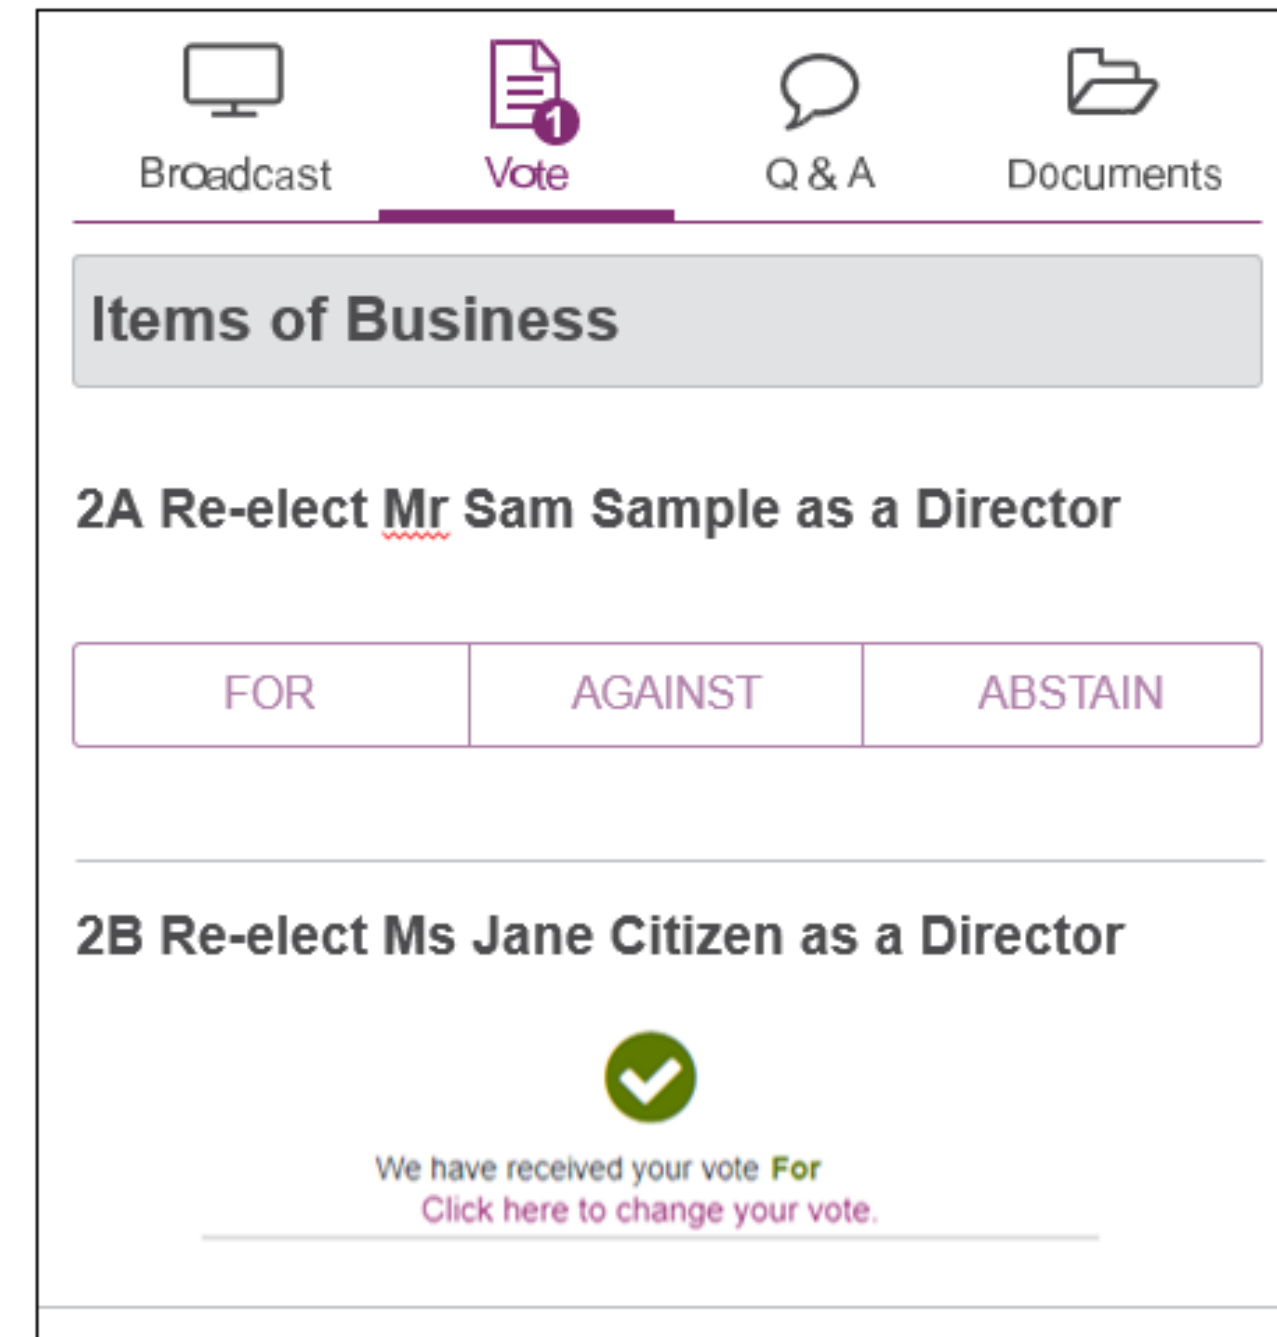 1
Broadcast Vote Q & A Documents
Items of Business
2A Re-elect Mr Sam Sample as a Director
FOR AGAINST ABSTAIN
2B Re-elect Ms Jane Citizen as a Director
We have received your vote For
Click here to change your vote.